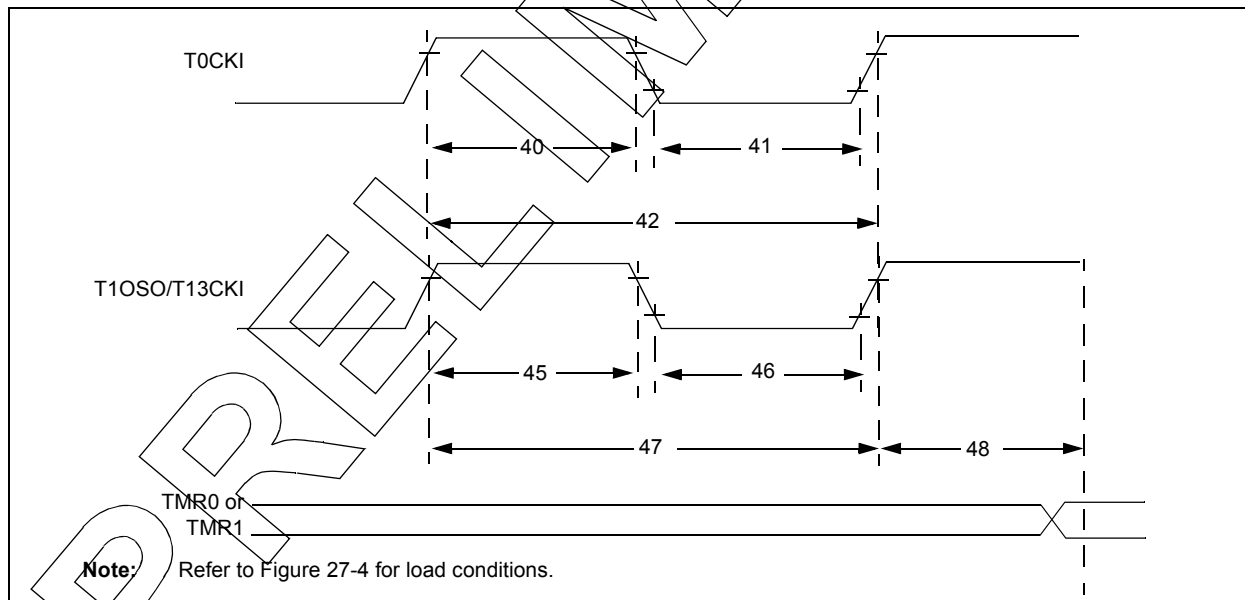 T0CKI
40
41
42
T1OSO/T13CKI
45
46
47
48
TMR0 or
TMR1
Note: Refer to Figure 27-4 for load conditions.